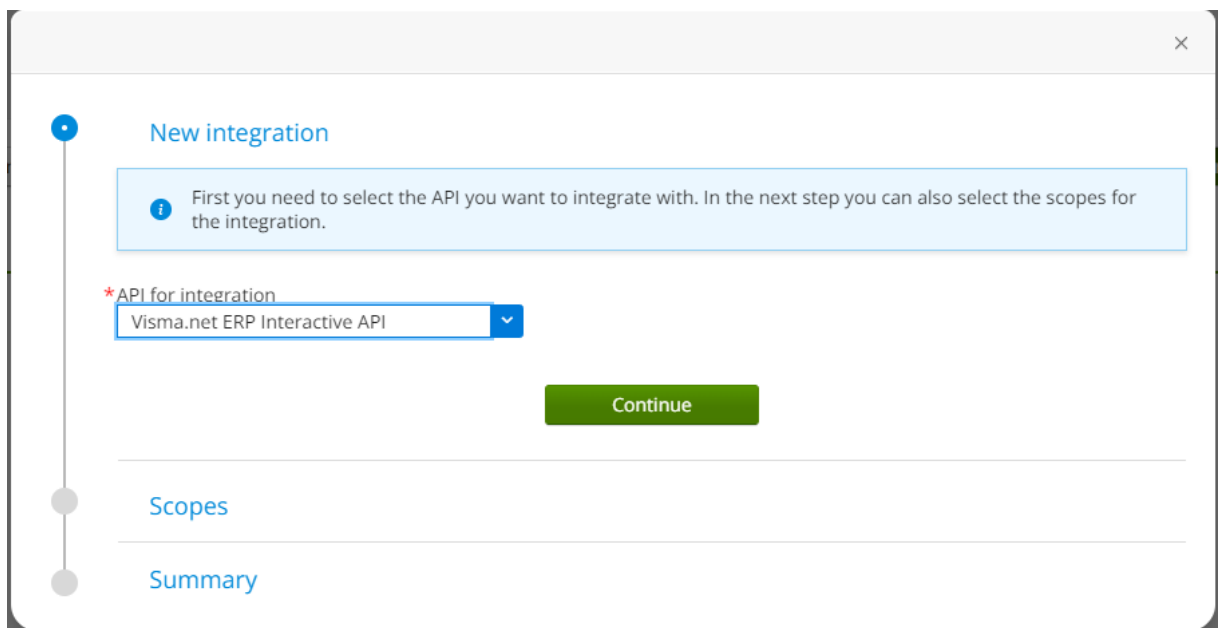 New integration
First you need to select the API you want to integrate with. In the next step you can also select the scopes for
the integration.
*API for integration
Visma.net ERP Interactive API
Continue
Scopes
Summary